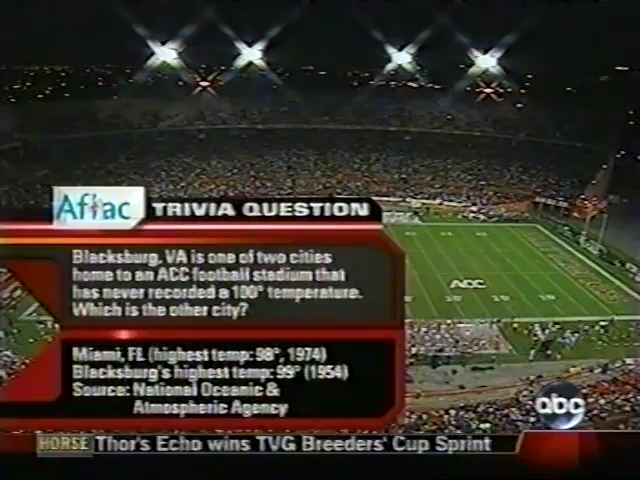 Aflac TRIVIA QUESTION
Blacksburg, VA is one of two cities
home to an ACC football stadium that
has never recorded a 100° temperature.
Which is the other city?
Miami, FL (highest temp: 98°, 1974)
Blacksburg's highest temp: 99° (1954)
Source: National Oceanic &
Atmospheric Agency
ACC
abc
HORSE Thor's Echo wins TVG Breeders' Cup Sprint